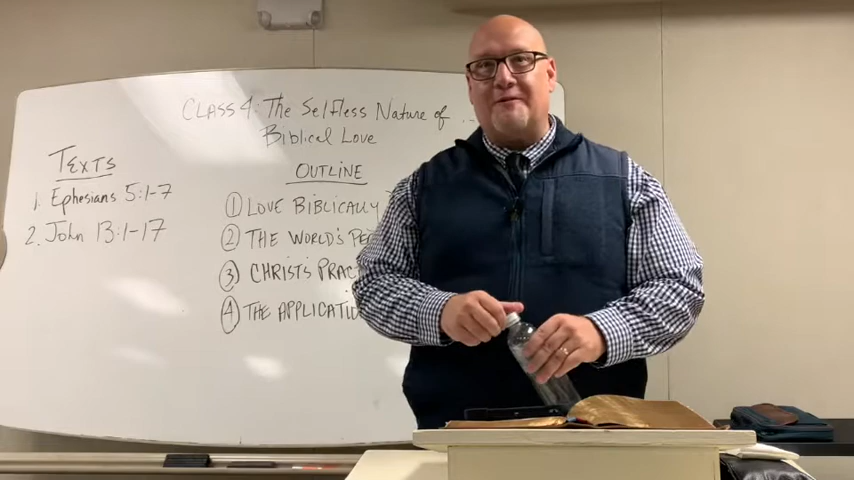 CLASS 4: The Selfless Nature of ...
Biblical Love
Texts
1. Ephesians 5:1-7
2. John 13:1-17
OUTLINE
① LOVE BIBLICALLY
② THE WORLD'S
③ CHRIST'S
④ THE